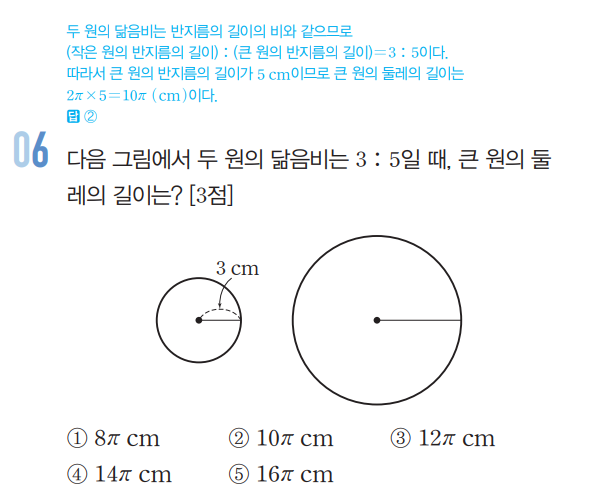 두 원의 닮음비는 반지름의 길이의 비와 같으므로
(작은 원의 반지름의 길이) : (큰 원의 반지름의 길이)=3 : 5이다.
따라서 큰 원의 반지름의 길이가 5 cm이므로 큰 원의 둘레의 길이는
2π×5=10π (cm)이다.
답 ②
06 다음 그림에서 두 원의 닮음비는 3 : 5일 때, 큰 원의 둘
레의 길이는? [3점]
3 cm
① 8π cm ② 10π cm ③ 12π cm
④ 14π cm ⑤ 16π cm